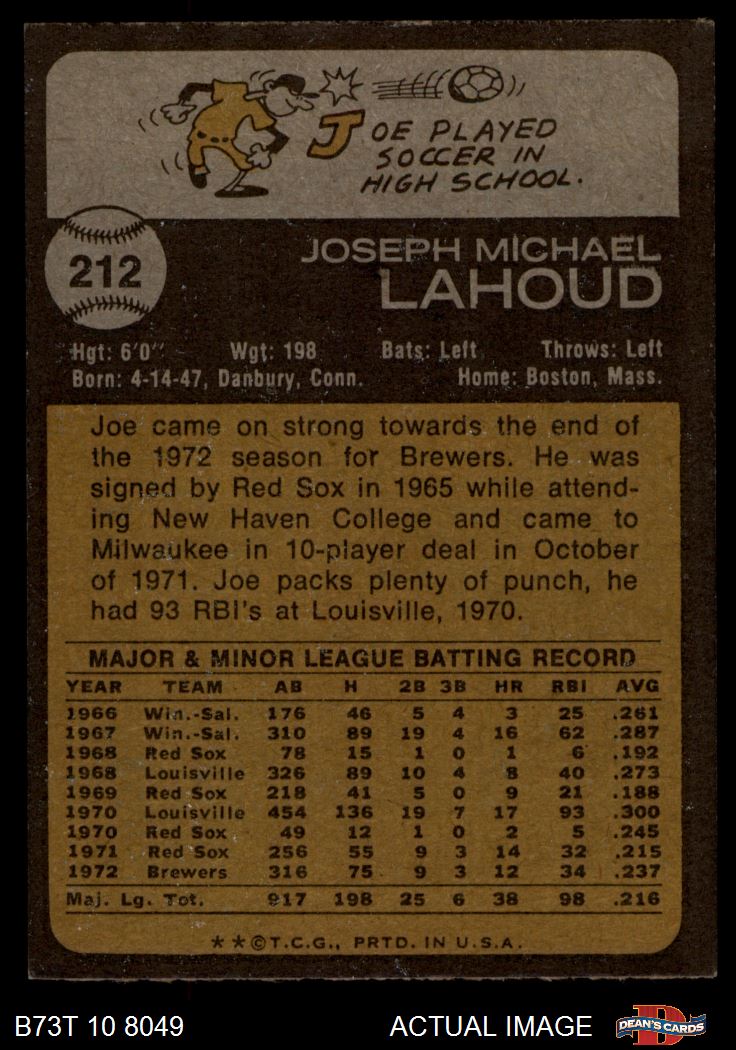 JOE PLAYED
SOCCER IN
HIGH SCHOOL.
212
JOSEPH MICHAEL
LAHOUD
Hgt: 6'0" Wgt: 198 Bats: Left Throws: Left
Born: 4-14-47, Danbury, Conn. Home: Boston, Mass.
Joe came on strong towards the end of
the 1972 season for Brewers. He was
signed by Red Sox in 1965 while attend-
ing New Haven College and came to
Milwaukee in 10-player deal in October
of 1971. Joe packs plenty of punch, he
had 93 RBI's at Louisville, 1970.
MAJOR & MINOR LEAGUE BATTING RECORD
YEAR TEAM AB H 2B 3B HR RBI AVG
1966 Win.-Sal. 176 46 5 4 3 25 .261
1967 Win.-Sal. 310 89 19 4 16 62 .287
1968 Red Sox 78 15 1 0 1 6 .192
1968 Louisville 326 89 10 4 8 40 .273
1969 Red Sox 218 41 5 0 9 21 .188
1970 Louisville 454 136 19 7 17 93 .300
1970 Red Sox 49 12 1 0 2 5 .245
1971 Red Sox 256 55 9 3 14 32 .215
1972 Brewers 316 75 9 3 12 34 .237
Maj. Lg. Tot. 917 198 25 6 38 98 .216
**©T.C.G., PRTD. IN U.S.A.
B73T 10 8049 ACTUAL IMAGE D DEAN'S CARDS